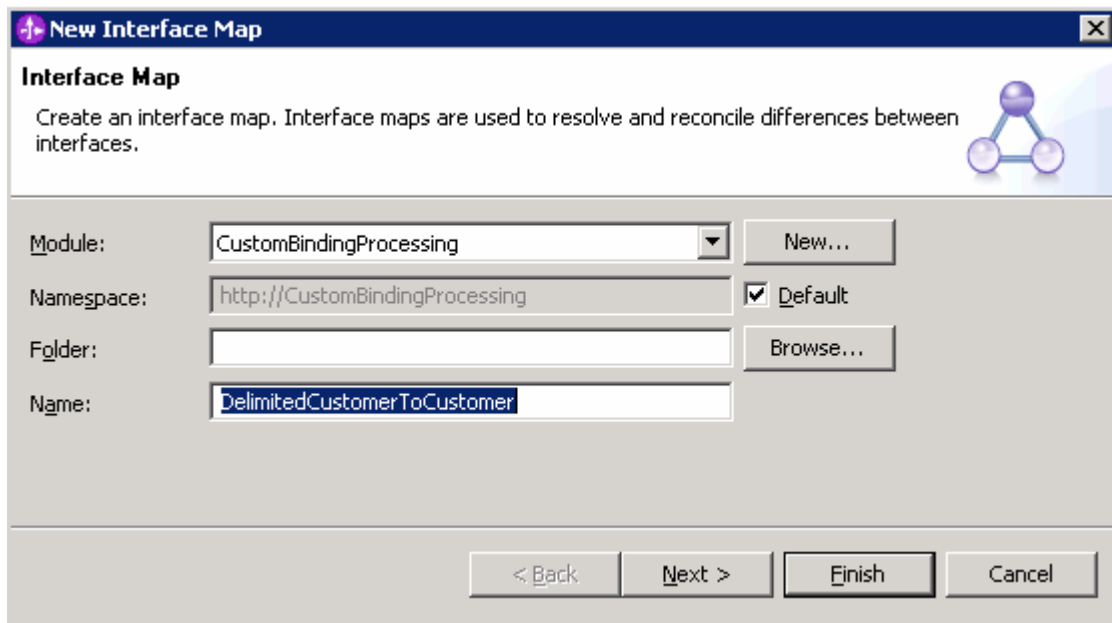 New Interface Map
Interface Map
Create an interface map. Interface maps are used to resolve and reconcile differences between
interfaces.
Module: CustomBindingProcessing New...
Namespace: http://CustomBindingProcessing Default
Folder: Browse...
Name: DelimitedCustomerToCustomer
< Back Next > Finish Cancel